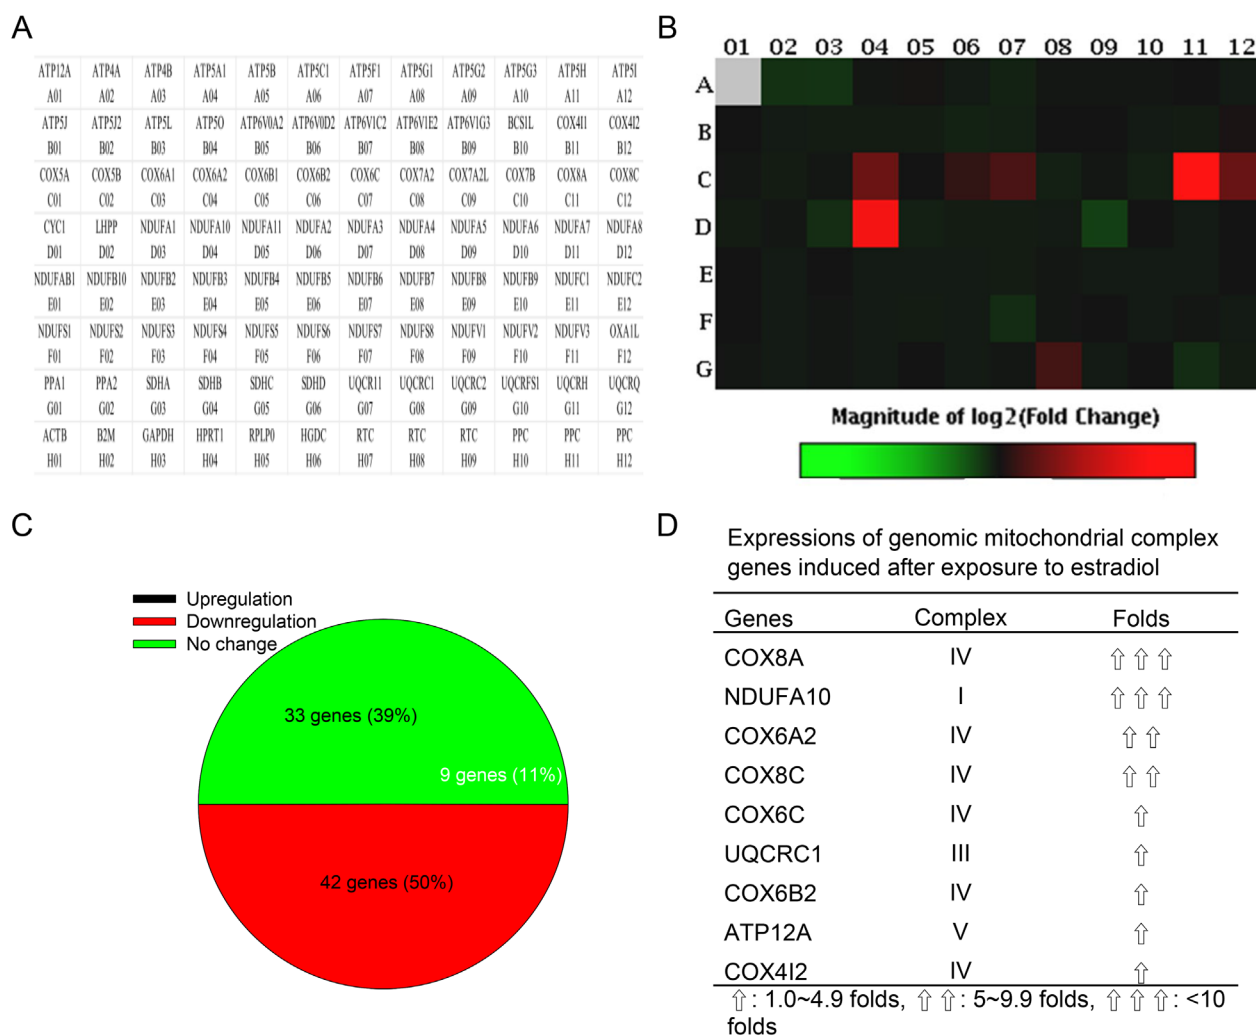 A
ATP12A ATP4A ATP4B ATP5A1 ATP5B ATP5C1 ATP5F1 ATP5G1 ATP5G2 ATP5G3 ATP5H ATP5I
A01 A02 A03 A04 A05 A06 A07 A08 A09 A10 A11 A12
ATP5J ATP5J2 ATP5L ATP5O ATP6V0A2 ATP6V0D2 ATP6V1C2 ATP6V1E2 ATP6V1G3 BCS1L COX4I1 COX4I2
B01 B02 B03 B04 B05 B06 B07 B08 B09 B10 B11 B12
COX5A COX5B COX6A1 COX6A2 COX6B1 COX6B2 COX6C COX7A2 COX7A2L COX7B COX8A COX8C
C01 C02 C03 C04 C05 C06 C07 C08 C09 C10 C11 C12
CYC1 LHPP NDUFA1 NDUFA10 NDUFA11 NDUFA2 NDUFA3 NDUFA4 NDUFA5 NDUFA6 NDUFA7 NDUFA8
D01 D02 D03 D04 D05 D06 D07 D08 D09 D10 D11 D12
NDUFAB1 NDUFB10 NDUFB2 NDUFB3 NDUFB4 NDUFB5 NDUFB6 NDUFB7 NDUFB8 NDUFB9 NDUFC1 NDUFC2
E01 E02 E03 E04 E05 E06 E07 E08 E09 E10 E11 E12
NDUFS1 NDUFS2 NDUFS3 NDUFS4 NDUFS5 NDUFS6 NDUFS7 NDUFS8 NDUFV1 NDUFV2 NDUFV3 OXA1L
F01 F02 F03 F04 F05 F06 F07 F08 F09 F10 F11 F12
PPA1 PPA2 SDHA SDHB SDHC SDHD UQCR11 UQCRC1 UQCRC2 UQCRFS1 UQCRH UQCRQ
G01 G02 G03 G04 G05 G06 G07 G08 G09 G10 G11 G12
ACTB B2M GAPDH HPRT1 RPLP0 HGDC RTC RTC RTC PPC PPC PPC
H01 H02 H03 H04 H05 H06 H07 H08 H09 H10 H11 H12
B
01 02 03 04 05 06 07 08 09 10 11 12
A
B
C
D
E
F
G
Magnitude of log2(Fold Change)
C
Upregulation
Downregulation
No change
33 genes (39%)
9 genes (11%)
42 genes (50%)
D
Expressions of genomic mitochondrial complex
genes induced after exposure to estradiol
Genes Complex Folds
COX8A IV ⇧ ⇧ ⇧
NDUFA10 I ⇧ ⇧ ⇧
COX6A2 IV ⇧ ⇧
COX8C IV ⇧ ⇧
COX6C IV ⇧
UQCRC1 III ⇧
COX6B2 IV ⇧
ATP12A V ⇧
COX4I2 IV ⇧
⇧: 1.0~4.9 folds, ⇧ ⇧: 5~9.9 folds, ⇧ ⇧ ⇧: <10
folds